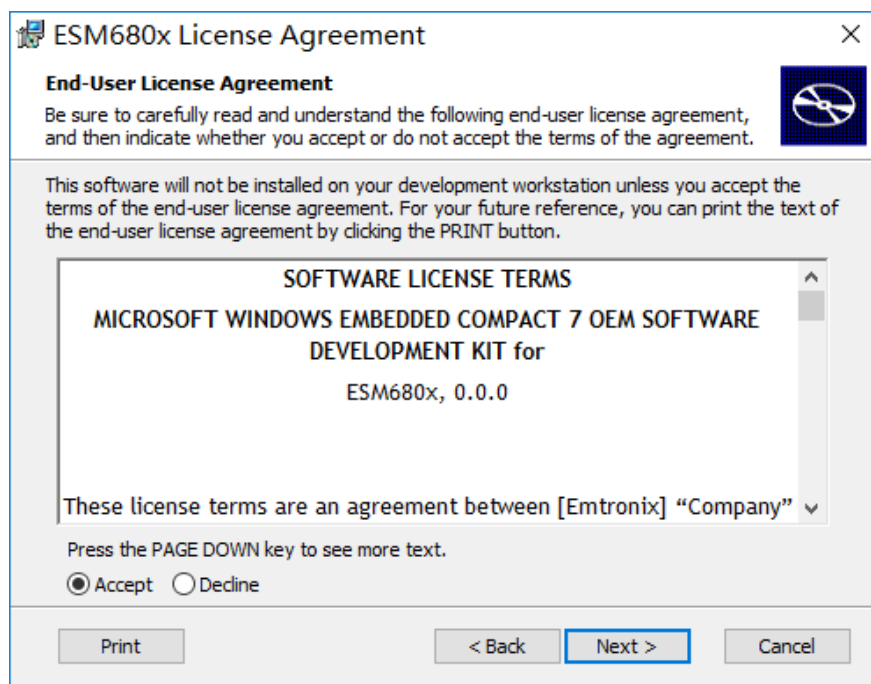 ESM680x License Agreement
End-User License Agreement
Be sure to carefully read and understand the following end-user license agreement,
and then indicate whether you accept or do not accept the terms of the agreement.
This software will not be installed on your development workstation unless you accept the
terms of the end-user license agreement. For your future reference, you can print the text of
the end-user license agreement by clicking the PRINT button.
SOFTWARE LICENSE TERMS
MICROSOFT WINDOWS EMBEDDED COMPACT 7 OEM SOFTWARE
DEVELOPMENT KIT for
ESM680x, 0.0.0
These license terms are an agreement between [Emtronix] “Company”
Press the PAGE DOWN key to see more text.
Accept Decline
Print < Back Next > Cancel